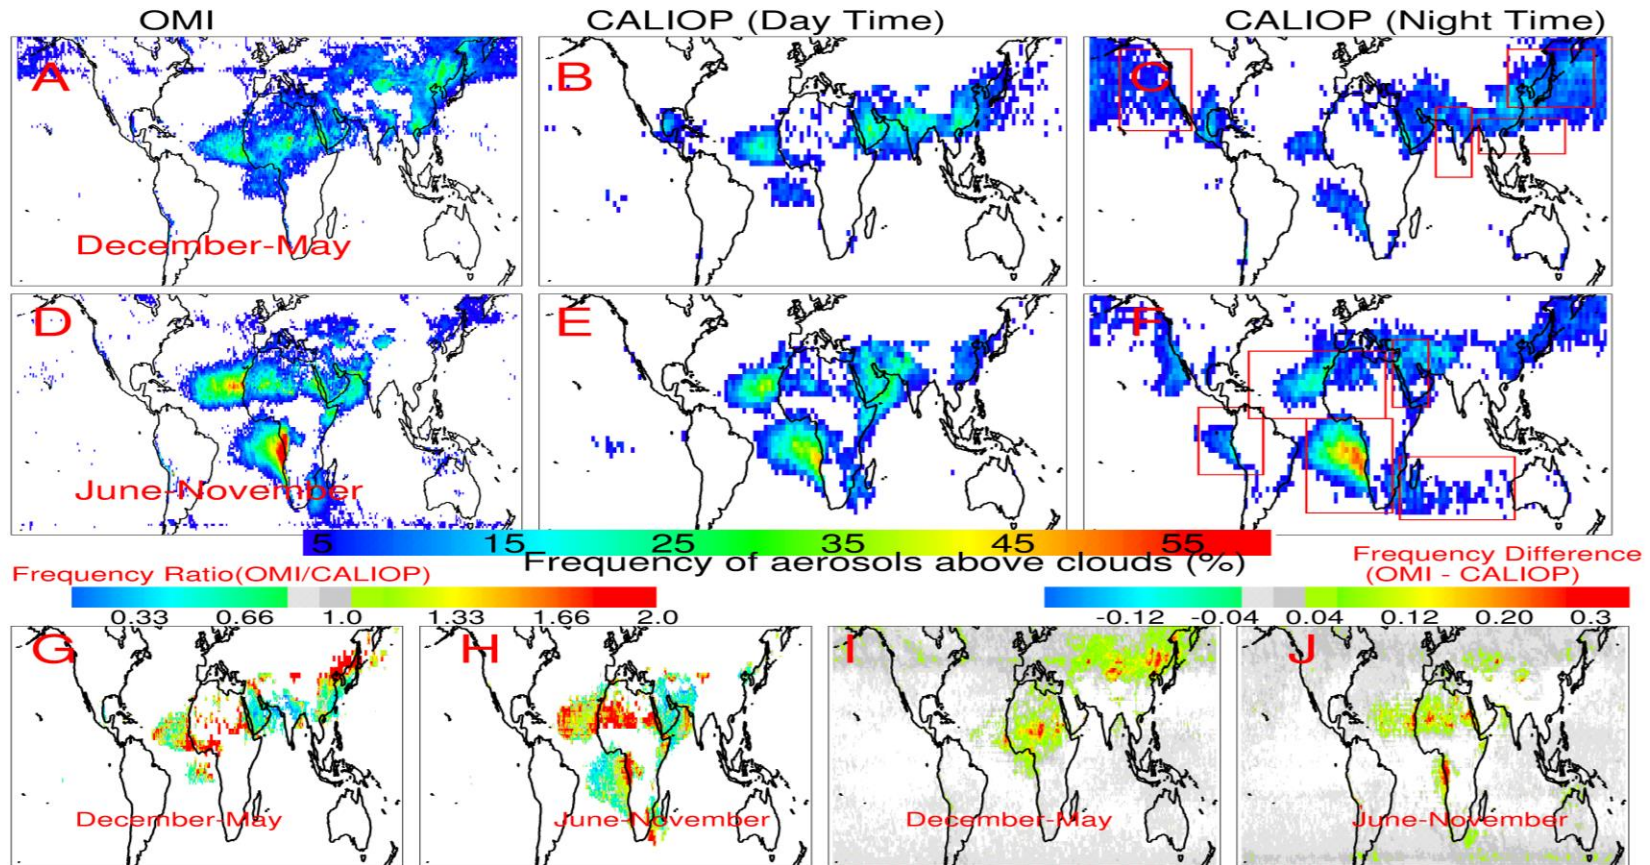 OMI
CALIOP (Day Time)
CALIOP (Night Time)
A
B
C
December-May
D
E
F
June-November
5 15 25 35 45 55
Frequency of aerosols above clouds (%)
Frequency Ratio(OMI/CALIOP)
Frequency Difference
(OMI - CALIOP)
0.33 0.66 1.0 1.33 1.66 2.0
-0.12 -0.04 0.04 0.12 0.20 0.3
G
H
I
J
December-May
June-November
December-May
June-November